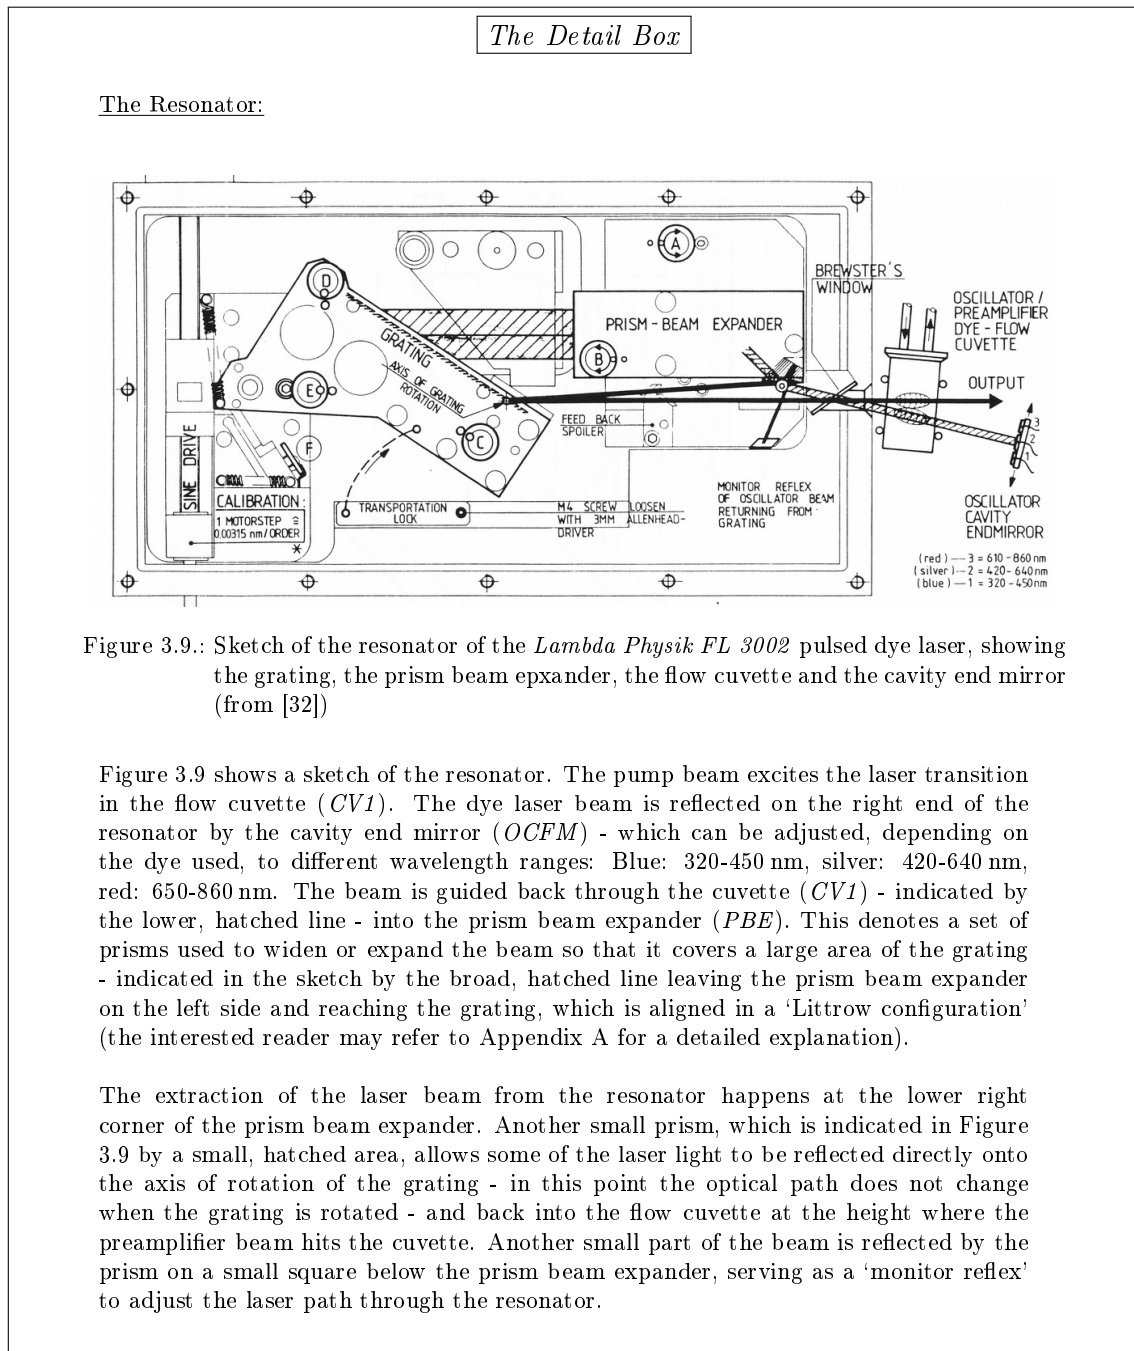 The Detail Box
The Resonator:
A
BREWSTER'S
WINDOW
OSCILLATOR /
PREAMPLIFIER
DYE - FLOW
CUVETTE
D
PRISM - BEAM EXPANDER
GRATING
B
AXIS OF GRATING
ROTATION
E
OUTPUT
FEED BACK
SPOILER
C
3
2
1
F
SINE DRIVE
CALIBRATION:
1 MOTORSTEP ≙
0.00315 nm/ORDER
*
TRANSPORTATION
LOCK
M4 SCREW LOOSEN
WITH 3MM ALLENHEAD-
DRIVER
MONITOR REFLEX
OF OSCILLATOR BEAM
RETURNING FROM
GRATING
OSCILLATOR
CAVITY
ENDMIRROR
(red) — 3 = 610 - 860 nm
(silver) — 2 = 420 - 640 nm
(blue) — 1 = 320 - 450nm
Figure 3.9.: Sketch of the resonator of the Lambda Physik FL 3002 pulsed dye laser, showing
the grating, the prism beam epxander, the flow cuvette and the cavity end mirror
(from [32])
Figure 3.9 shows a sketch of the resonator. The pump beam excites the laser transition
in the flow cuvette (CV1). The dye laser beam is reflected on the right end of the
resonator by the cavity end mirror (OCFM) - which can be adjusted, depending on
the dye used, to different wavelength ranges: Blue: 320-450 nm, silver: 420-640 nm,
red: 650-860 nm. The beam is guided back through the cuvette (CV1) - indicated by
the lower, hatched line - into the prism beam expander (PBE). This denotes a set of
prisms used to widen or expand the beam so that it covers a large area of the grating
- indicated in the sketch by the broad, hatched line leaving the prism beam expander
on the left side and reaching the grating, which is aligned in a ‘Littrow configuration’
(the interested reader may refer to Appendix A for a detailed explanation).
The extraction of the laser beam from the resonator happens at the lower right
corner of the prism beam expander. Another small prism, which is indicated in Figure
3.9 by a small, hatched area, allows some of the laser light to be reflected directly onto
the axis of rotation of the grating - in this point the optical path does not change
when the grating is rotated - and back into the flow cuvette at the height where the
preamplifier beam hits the cuvette. Another small part of the beam is reflected by the
prism on a small square below the prism beam expander, serving as a ‘monitor reflex’
to adjust the laser path through the resonator.